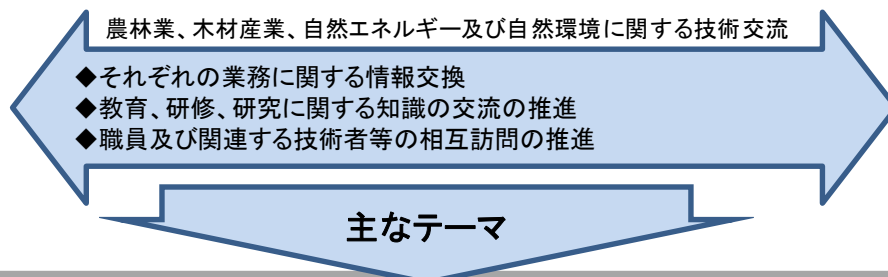 農林業、木材産業、自然エネルギー及び自然環境に関する技術交流
◆それぞれの業務に関する情報交換
◆教育、研修、研究に関する知識の交流の推進
◆職員及び関連する技術者等の相互訪問の推進
主なテーマ